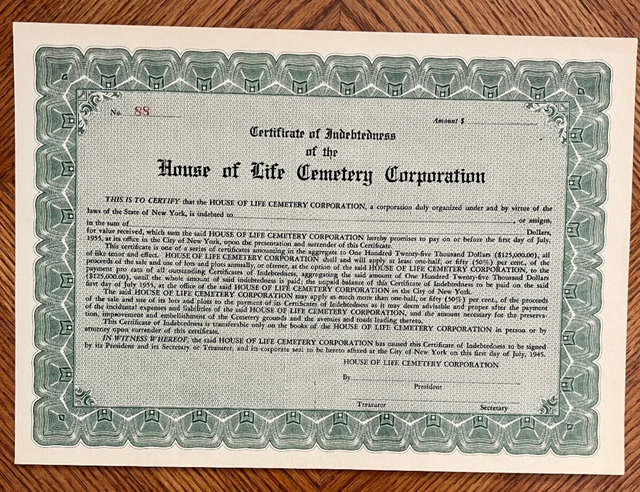 No. 88
Amount $
Certificate of Indebtedness
of the
House of Life Cemetery Corporation
THIS IS TO CERTIFY that the HOUSE OF LIFE CEMETERY CORPORATION, a corporation duly organized under and by virtue of the
laws of the State of New York, is indebted to , or assigns,
in the sum of Dollars,
for value received, which sum the said HOUSE OF LIFE CEMETERY CORPORATION hereby promises to pay on or before the first day of July
1955, at its office in the City of New York, upon the presentation and surrender of this Certificate.
This certificate is one of a series of certificates amounting in the aggregate to One Hundred Twenty-five Thousand Dollars ($125,000.00), all
of like tenor and effect. HOUSE OF LIFE CEMETERY CORPORATION shall and will apply at least one-half, or fifty (50%) per cent., of the
proceeds of the sale and use of lots and plots annually, or oftener, at the option of the said HOUSE OF LIFE CEMETERY CORPORATION, to the
payment pro rata of all outstanding Certificates of Indebtedness, aggregating the said amount of One Hundred Twenty-five Thousand Dollars
($125,000.00), until the whole amount of said indebtedness is paid; the unpaid balance of this Certificate of Indebtedness to be paid on the said
first day of July 1955, at the office of the said HOUSE OF LIFE CEMETERY CORPORATION in the City of New York.
The said HOUSE OF LIFE CEMETERY CORPORATION may apply as much more than one-half, or fifty (50%) per cent., of the proceeds
of the sale and use of its lots and plots to the payment of its Certificates of Indebtedness as it may deem advisable and proper after the payment
of the incidental expenses and liabilities of the said HOUSE OF LIFE CEMETERY CORPORATION, and the amount necessary for the preserva-
tion, improvement and embellishment of the Cemetery grounds and the avenues and roads leading thereto.
This Certificate of Indebtedness is transferable only on the books of the HOUSE OF LIFE CEMETERY CORPORATION in person or by
attorney upon surrender of this certificate.
IN WITNESS WHEREOF, the said HOUSE OF LIFE CEMETERY CORPORATION has caused this Certificate of Indebtedness to be signed
by its President and its Secretary or Treasurer, and its corporate seal to be hereto affixed at the City of New York on this first day of July, 1945.
HOUSE OF LIFE CEMETERY CORPORATION
By
President
Treasurer Secretary